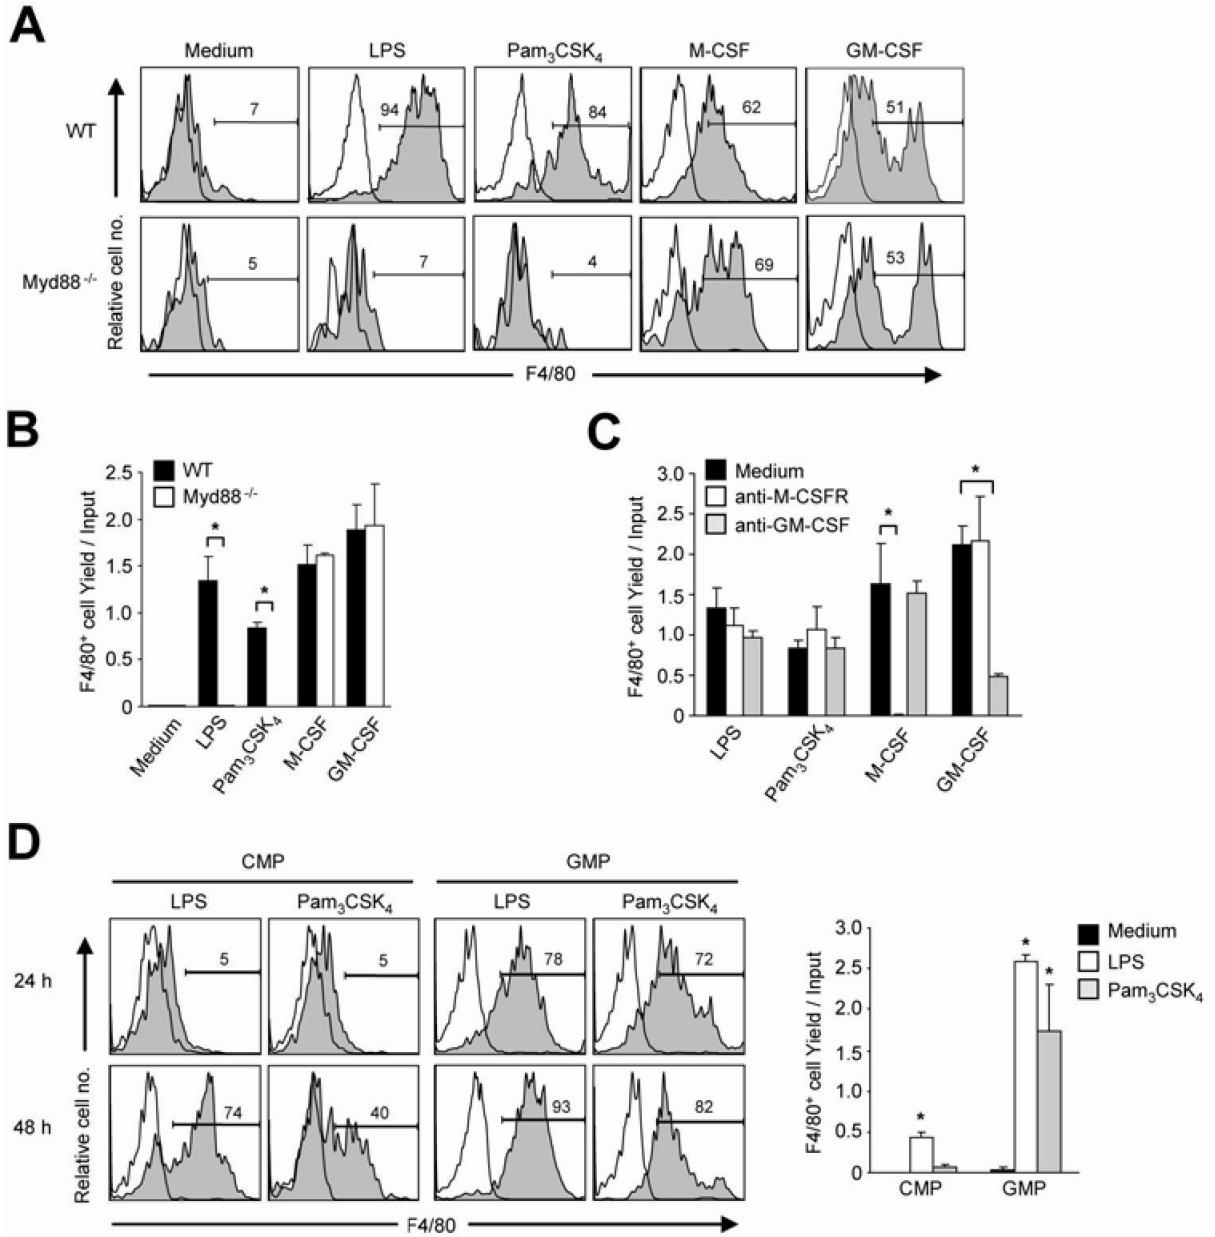 A
Medium LPS Pam3CSK4 M-CSF GM-CSF
WT
7 94 84 62 51
Relative cell no.
Myd88 -/-
5 7 4 69 53
F4/80
B
WT
Myd88 -/-
F4/80+ cell Yield / Input
2.5
2.0
1.5
1.0
0.5
0
* *
Medium LPS Pam3CSK4 M-CSF GM-CSF
C
Medium
anti-M-CSFR
anti-GM-CSF
F4/80+ cell Yield / Input
3.0
2.5
2.0
1.5
1.0
0.5
0
* *
LPS Pam3CSK4 M-CSF GM-CSF
D
CMP GMP
LPS Pam3CSK4 LPS Pam3CSK4
24 h
5 5 78 72
48 h
74 40 93 82
Relative cell no.
F4/80
Medium
LPS
Pam3CSK4
F4/80+ cell Yield / Input
3.0
2.5
2.0
1.5
1.0
0.5
0
* * *
CMP GMP